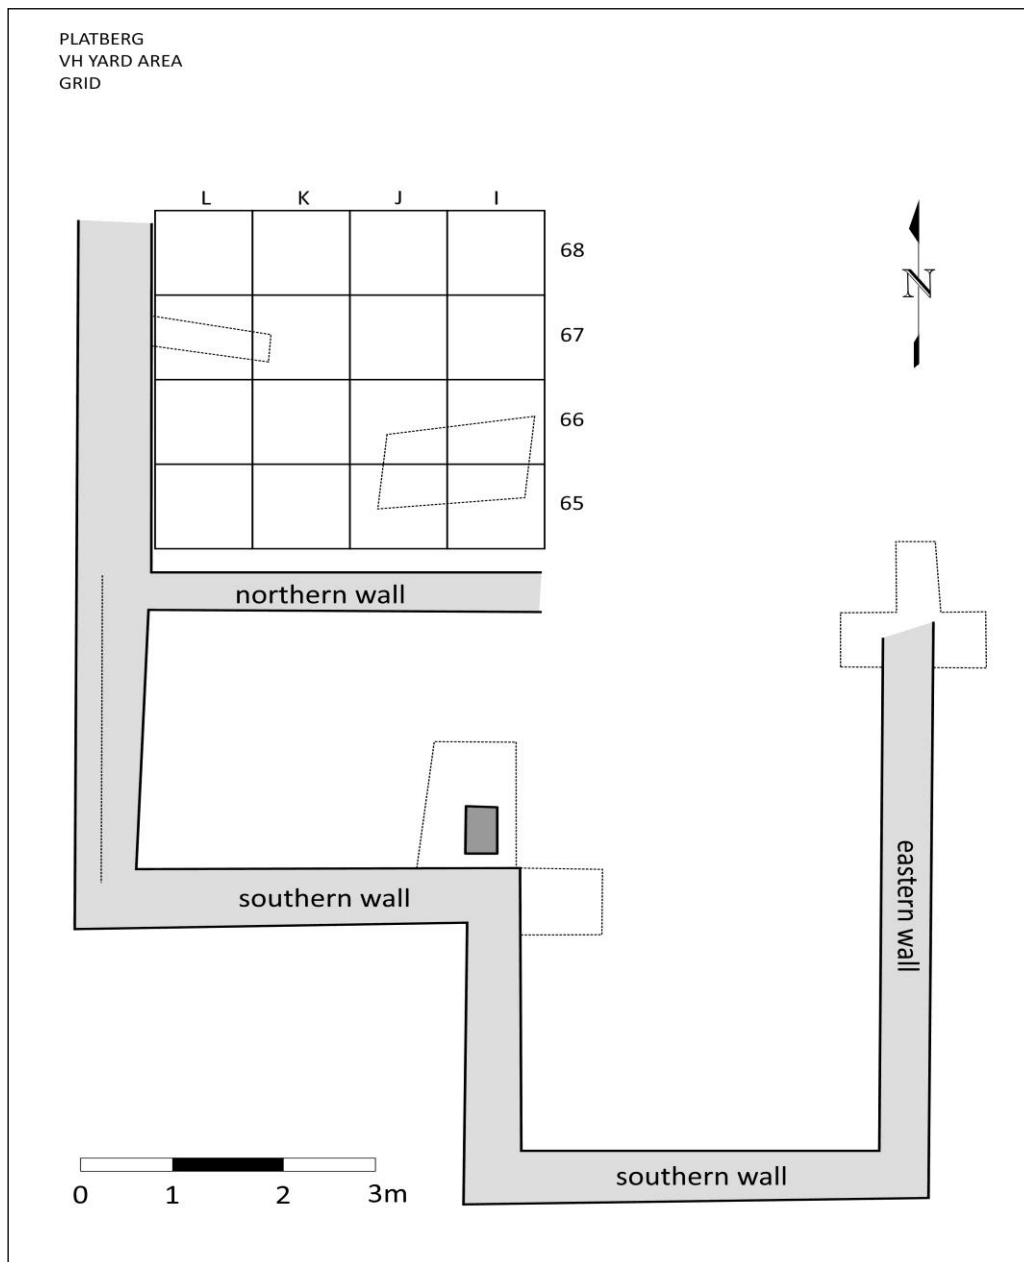 PLATBERG
VH YARD AREA
GRID
L K J I
68
67
66
65
N
northern wall
southern wall
eastern wall
southern wall
0 1 2 3m